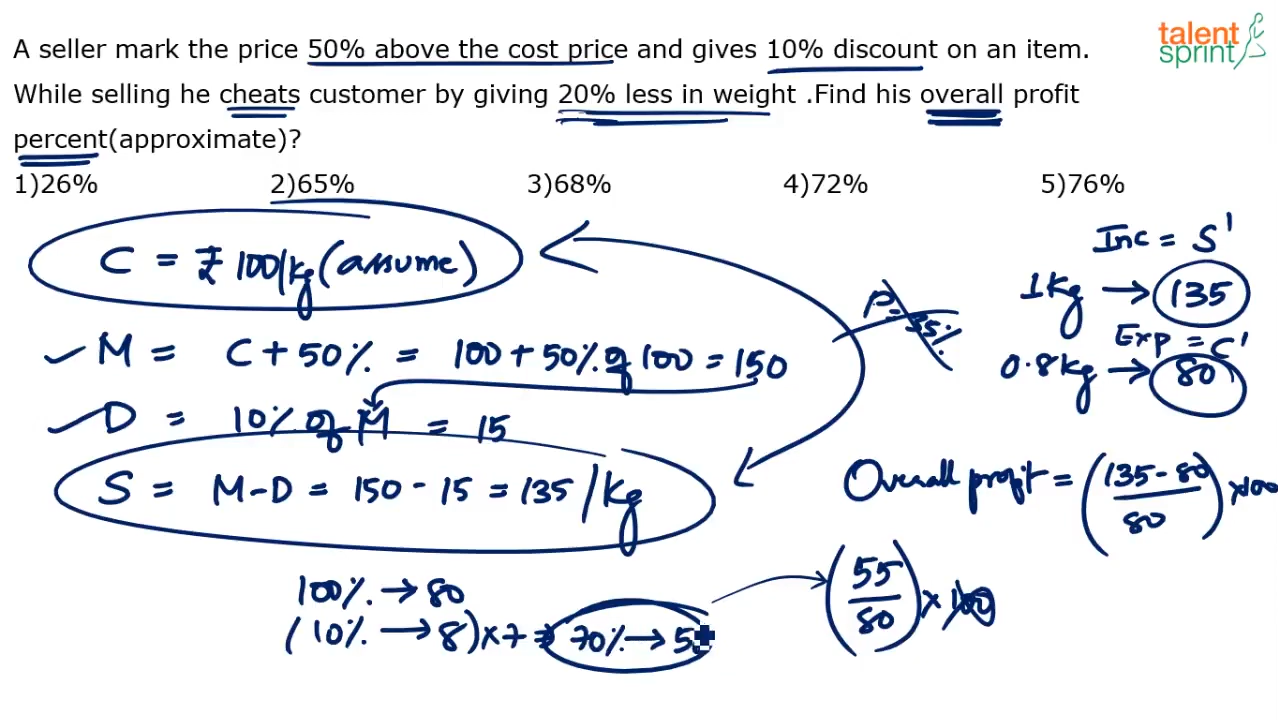 talent
sprint
A seller mark the price 50% above the cost price and gives 10% discount on an item.
While selling he cheats customer by giving 20% less in weight .Find his overall profit
percent(approximate)?
1)26% 2)65% 3)68% 4)72% 5)76%
C = ₹ 100/kg (assume)
M = C + 50% = 100 + 50% of 100 = 150
D = 10% of M = 15
S = M - D = 150 - 15 = 135 /kg
P = 35%
Inc = S'
1kg → 135
Exp = C'
0.8kg → 80
Overall profit = (135 - 80 / 80) × 100
(55 / 80) × 100
100% → 80
(10% → 8) × 7 ⇒ 70% → 5